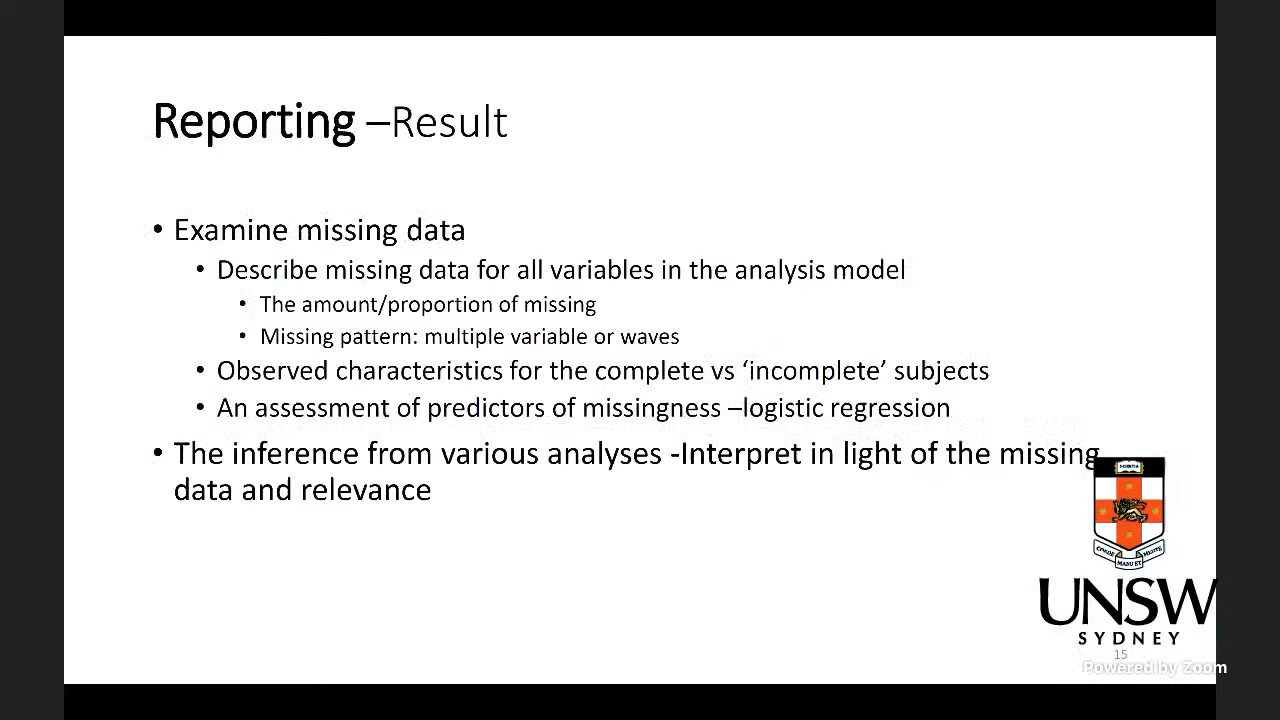 Reporting –Result
• Examine missing data
• Describe missing data for all variables in the analysis model
• The amount/proportion of missing
• Missing pattern: multiple variable or waves
• Observed characteristics for the complete vs ‘incomplete’ subjects
• An assessment of predictors of missingness –logistic regression
• The inference from various analyses -Interpret in light of the missing
data and relevance
SCIENTIA
MANU ET
UNSW
SYDNEY
15
Powered by Zoom